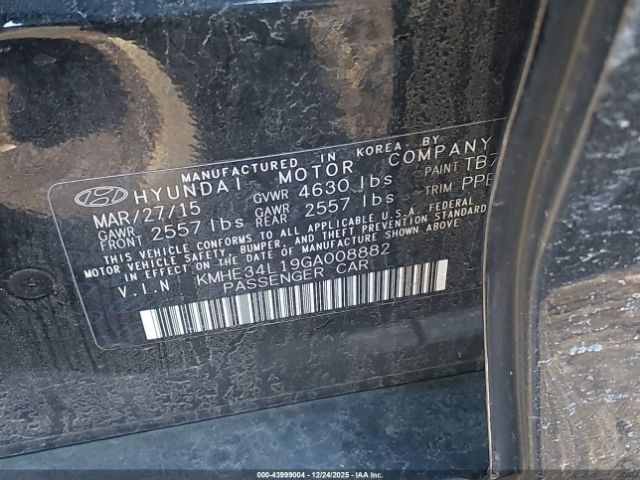 MANUFACTURED IN KOREA BY
HYUNDAI MOTOR COMPANY
MAR/27/15 GVWR 4630 lbs PAINT: TB7
GAWR FRONT 2557 lbs GAWR REAR 2557 lbs TRIM PPE
THIS VEHICLE CONFORMS TO ALL APPLICABLE U.S.A. FEDERAL
MOTOR VEHICLE SAFETY, BUMPER, AND THEFT PREVENTION STANDARD
IN EFFECT ON THE DATE OF MANUFACTURE SHOWN ABOVE
V.I.N KMHE34L19GA008882
PASSENGER CAR
000-43999004 - 12/24/2025 - IAA Inc.